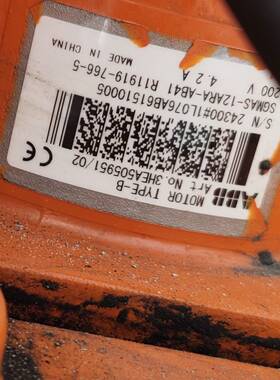 ABB
MOTOR TYPE-B
Art No. 3HEA505951/02
CE
S/N 24300#1L076AB615100005
SGMAS-12ARA-AB41 R11919-766-5
200 V 4.2 A
MADE IN CHINA